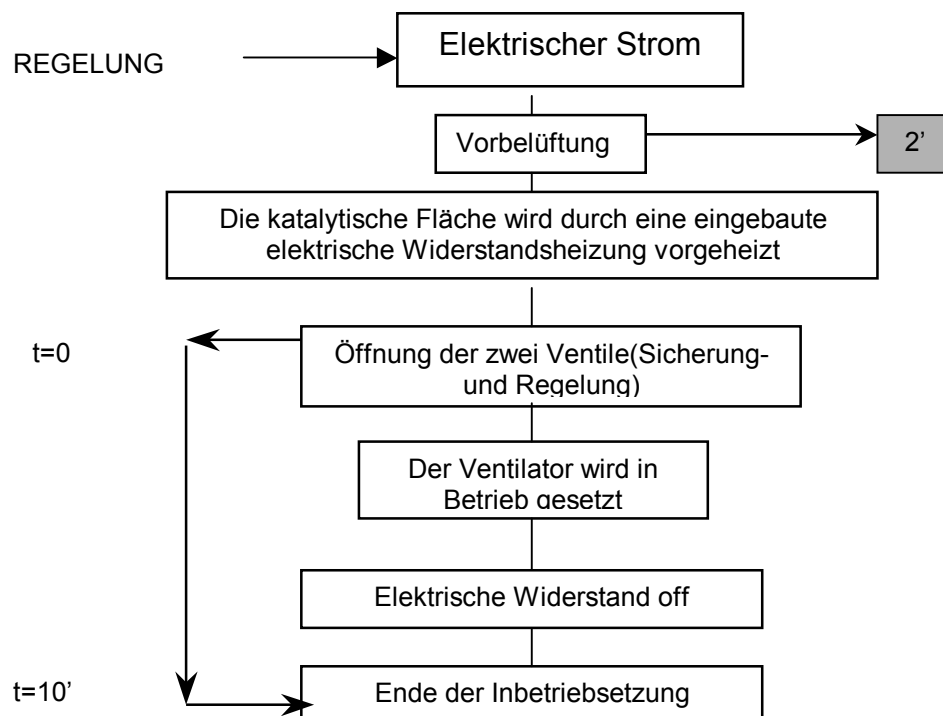 Elektrischer Strom
REGELUNG
Vorbelüftung
2’
Die katalytische Fläche wird durch eine eingebaute
elektrische Widerstandsheizung vorgeheizt
t=0
Öffnung der zwei Ventile(Sicherung-
und Regelung)
Der Ventilator wird in
Betrieb gesetzt
Elektrische Widerstand off
t=10’
Ende der Inbetriebsetzung